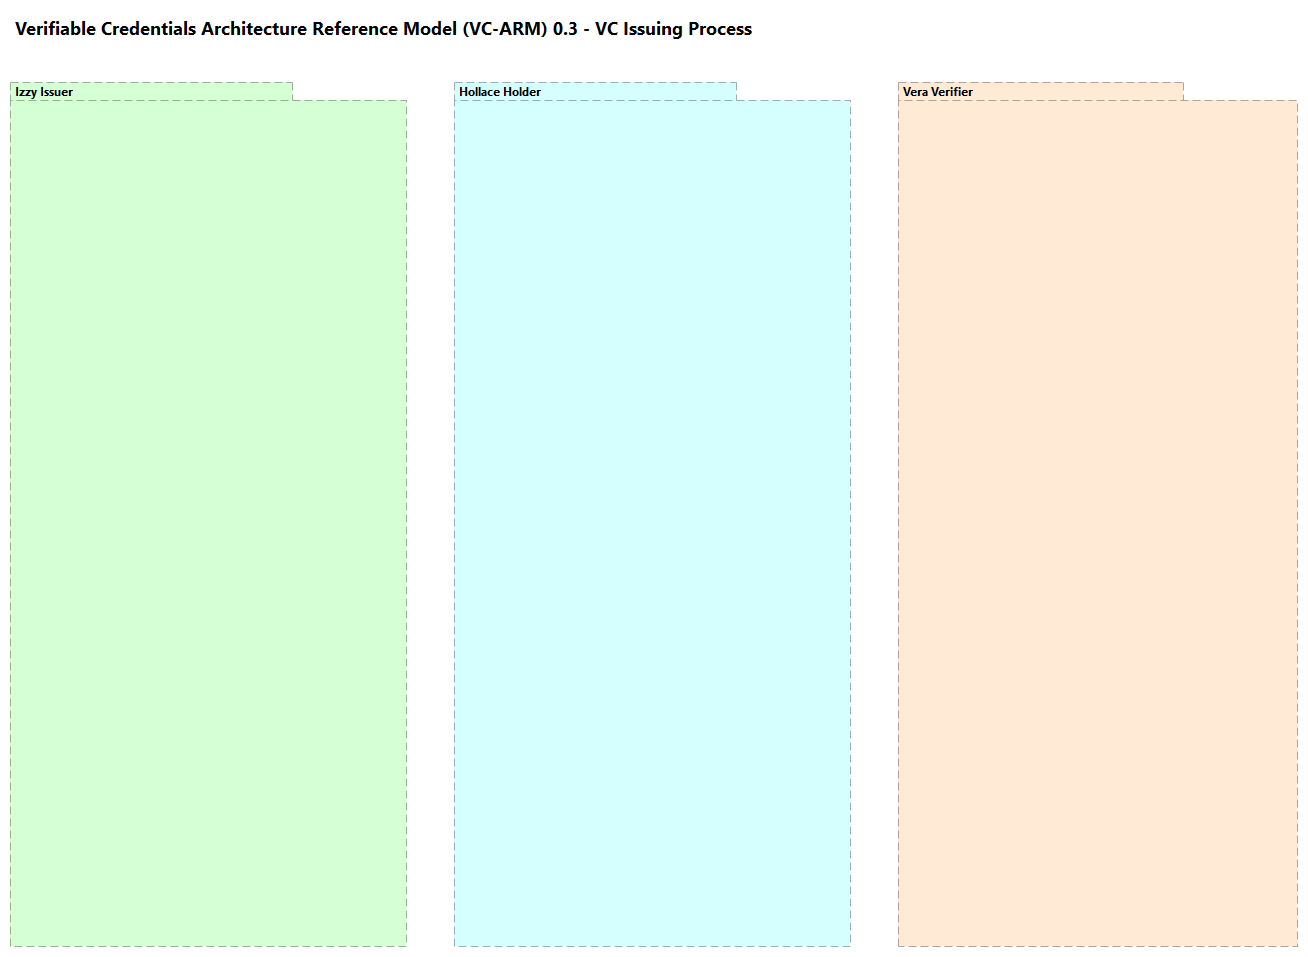 Verifiable Credentials Architecture Reference Model (VC-ARM) 0.3 - VC Issuing Process
Izzy Issuer
Hollace Holder
Vera Verifier